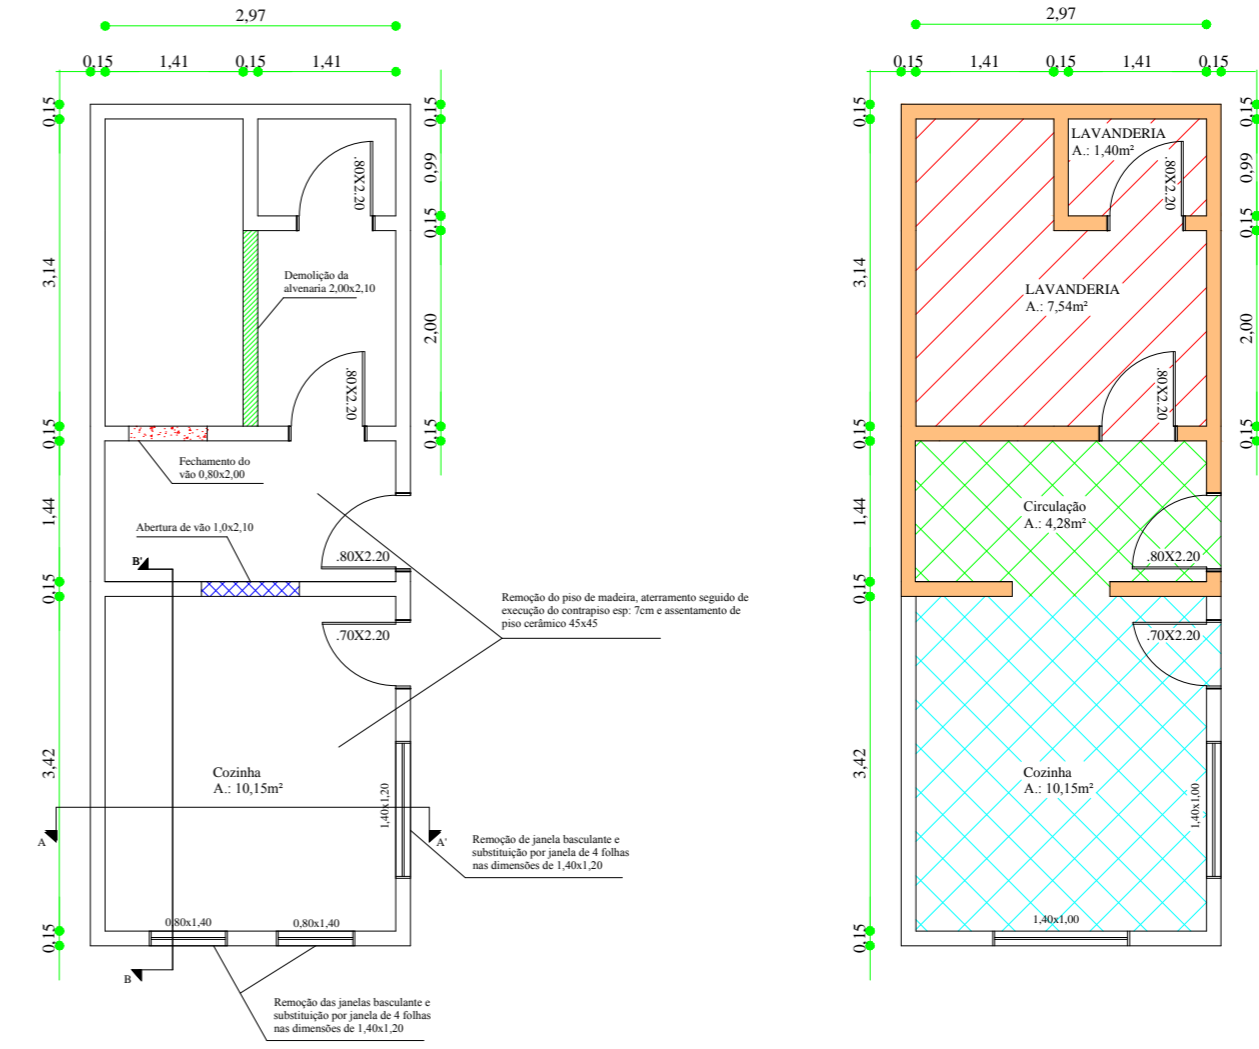 2,97
0,15 1,41 0,15 1,41
0,15
3,14
0,15
1,44
0,15
3,42
0,15
0,15
0,99
0,15
2,00
0,15
.80X2.20
Demolição da
alvenaria 2,00x2,10
.80X2.20
Fechamento do
vão 0,80x2,00
Abertura de vão 1,0x2,10
B'
.80X2.20
.70X2.20
Remoção do piso de madeira, aterramento seguido de
execução do contrapiso esp: 7cm e assentamento de
piso cerâmico 45x45
Cozinha
A.: 10,15m²
1,40x1,20
A
A'
Remoção de janela basculante e
substituição por janela de 4 folhas
nas dimensões de 1,40x1,20
0,80x1,40
0,80x1,40
B
Remoção das janelas basculante e
substituição por janela de 4 folhas
nas dimensões de 1,40x1,20
2,97
0,15 1,41 0,15 1,41 0,15
0,15
3,14
0,15
1,44
0,15
3,42
0,15
0,15
0,99
0,15
2,00
0,15
LAVANDERIA
A.: 1,40m²
.80X2.20
LAVANDERIA
A.: 7,54m²
.80X2.20
Circulação
A.: 4,28m²
.80X2.20
.70X2.20
Cozinha
A.: 10,15m²
1,40x1,00
1,40x1,00